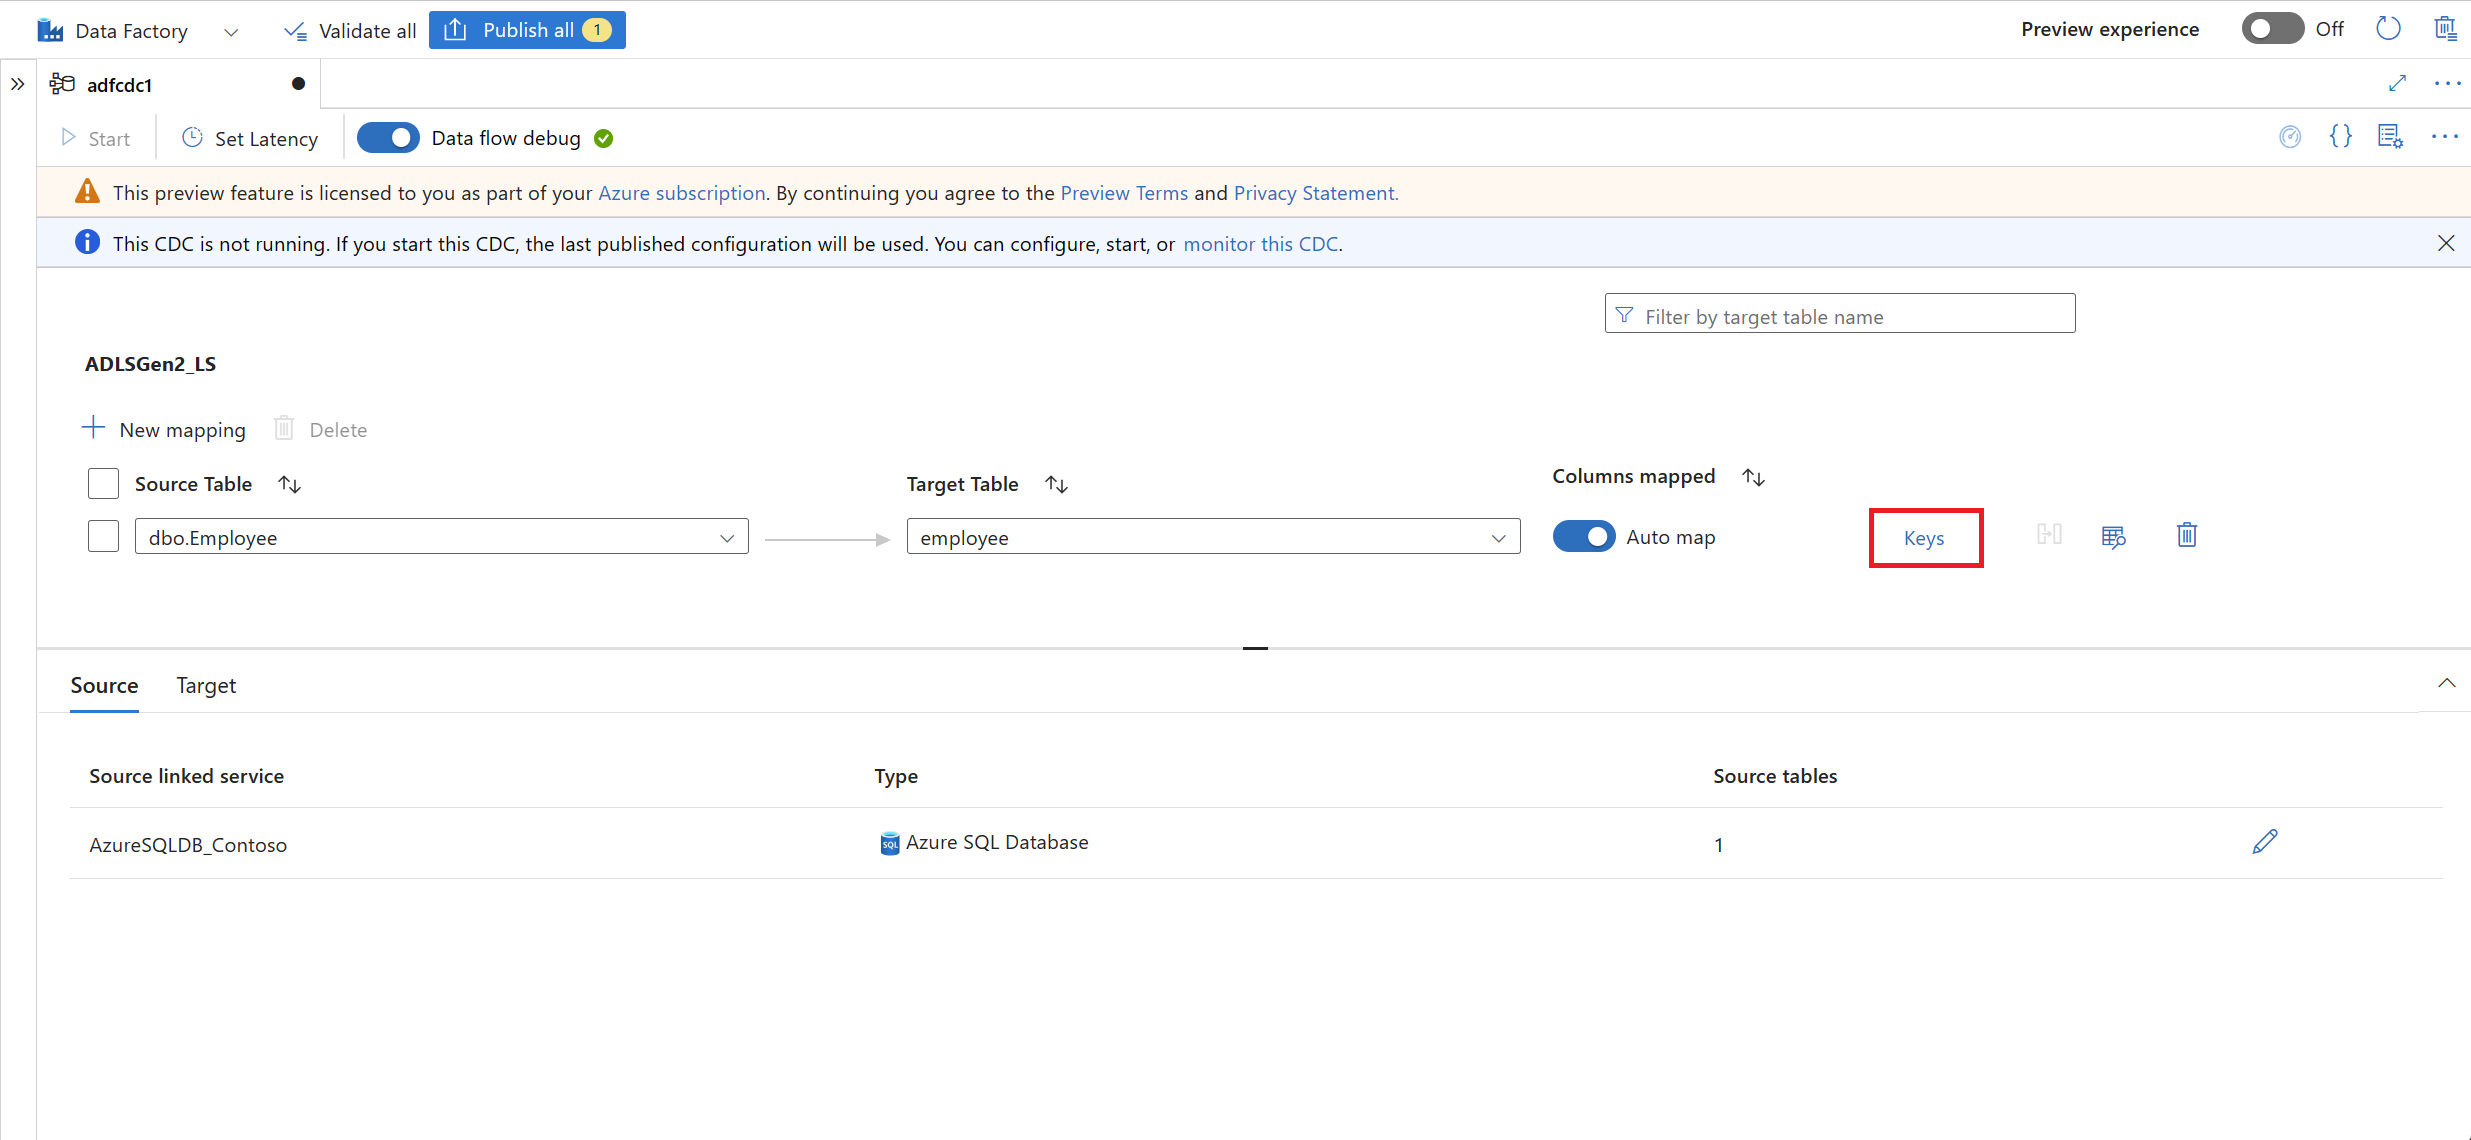 Data Factory Validate all Publish all 1 Preview experience Off
adfcdc1
Start Set Latency Data flow debug
This preview feature is licensed to you as part of your Azure subscription. By continuing you agree to the Preview Terms and Privacy Statement.
This CDC is not running. If you start this CDC, the last published configuration will be used. You can configure, start, or monitor this CDC.
Filter by target table name
ADLSGen2_LS
New mapping Delete
Source Table Target Table Columns mapped
dbo.Employee employee Auto map Keys
Source Target
Source linked service Type Source tables
AzureSQLDB_Contoso SQL Azure SQL Database 1